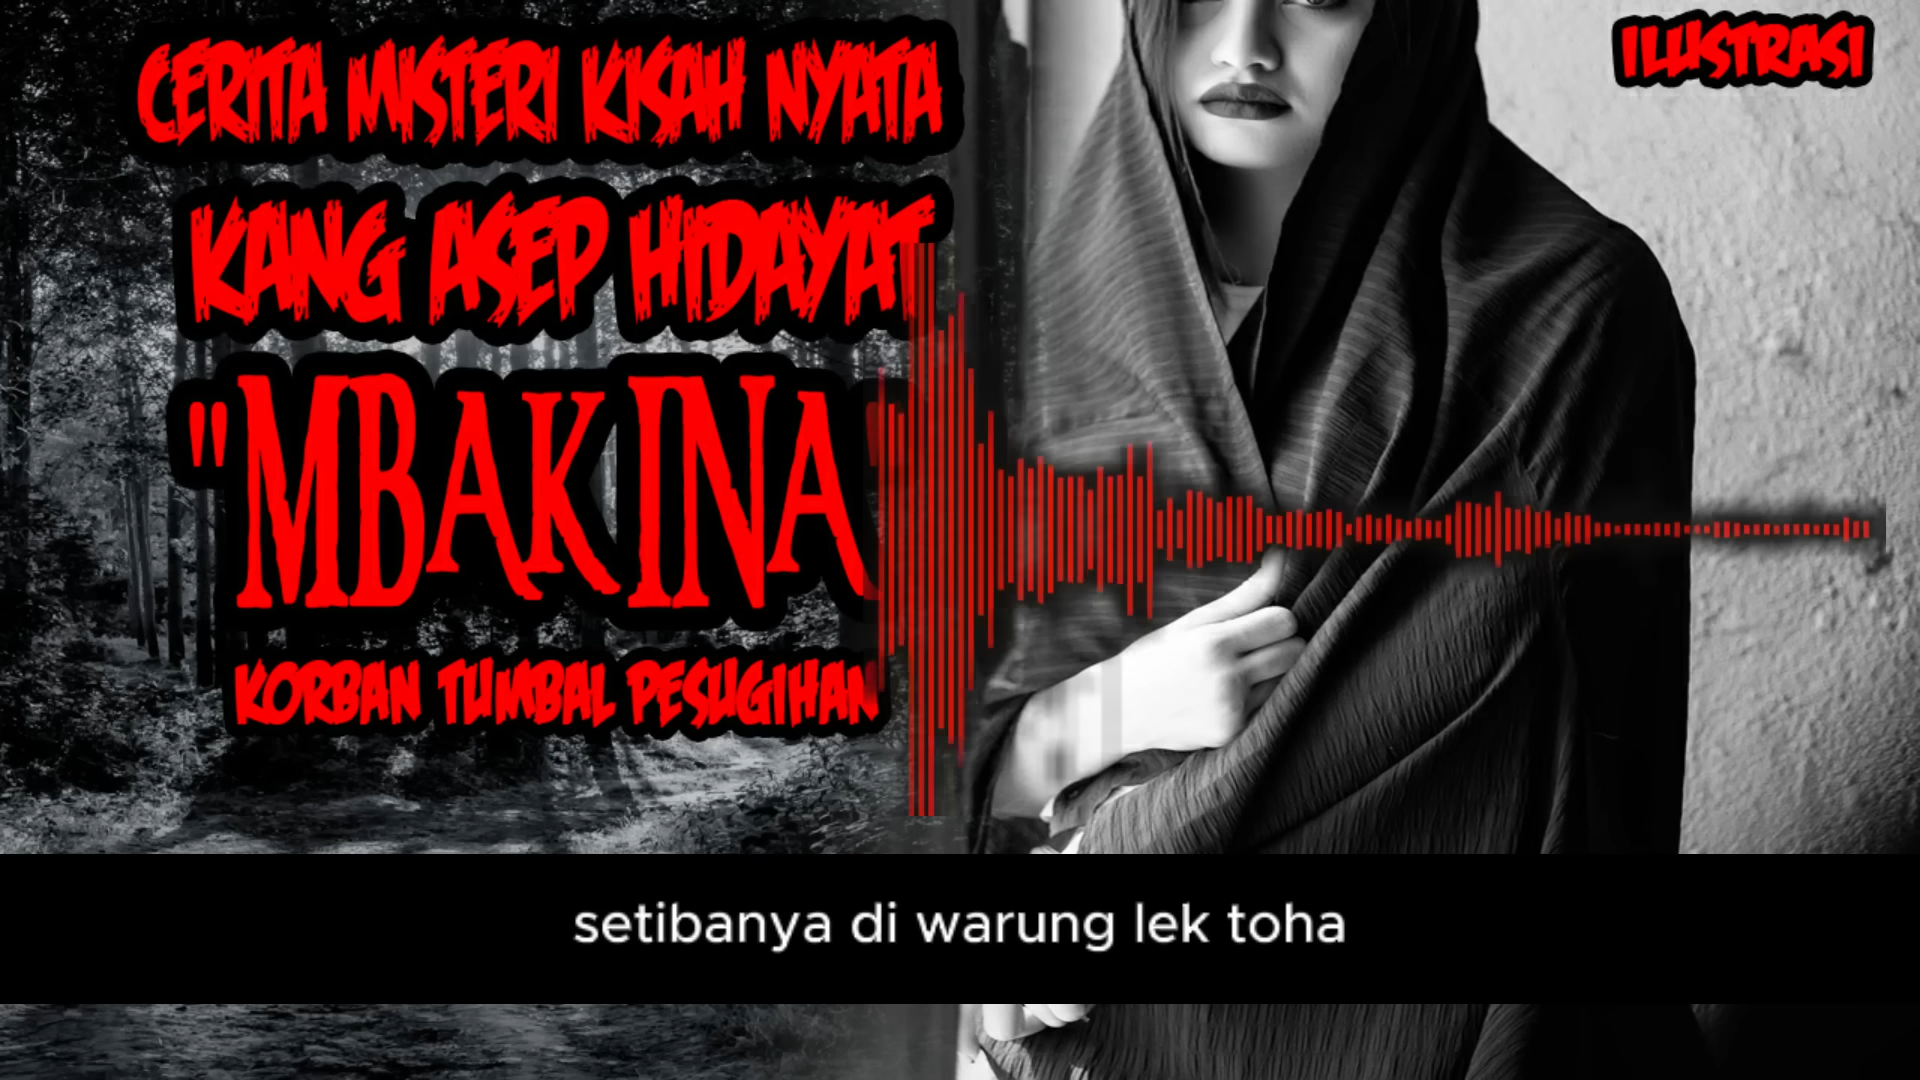 CERITA MISTERI KISAH NYATA
ILUSTRASI
KANG ASEP HIDAYAT
"MBAK INA"
KORBAN TUMBAL PESUGIHAN
setibanya di warung lek toha